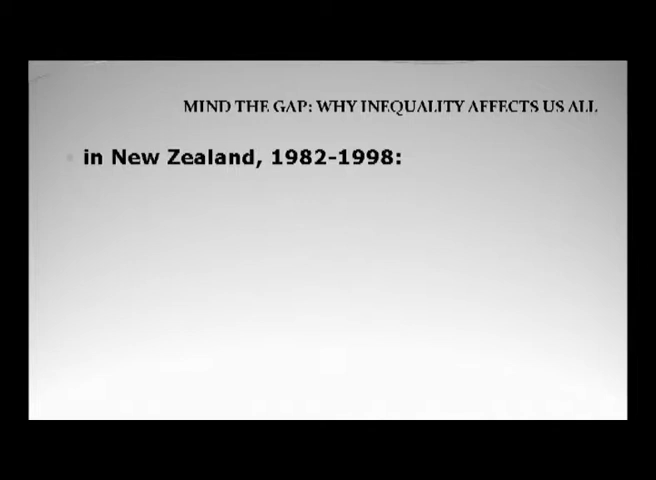 MIND THE GAP: WHY INEQUALITY AFFECTS US ALL
in New Zealand, 1982-1998: